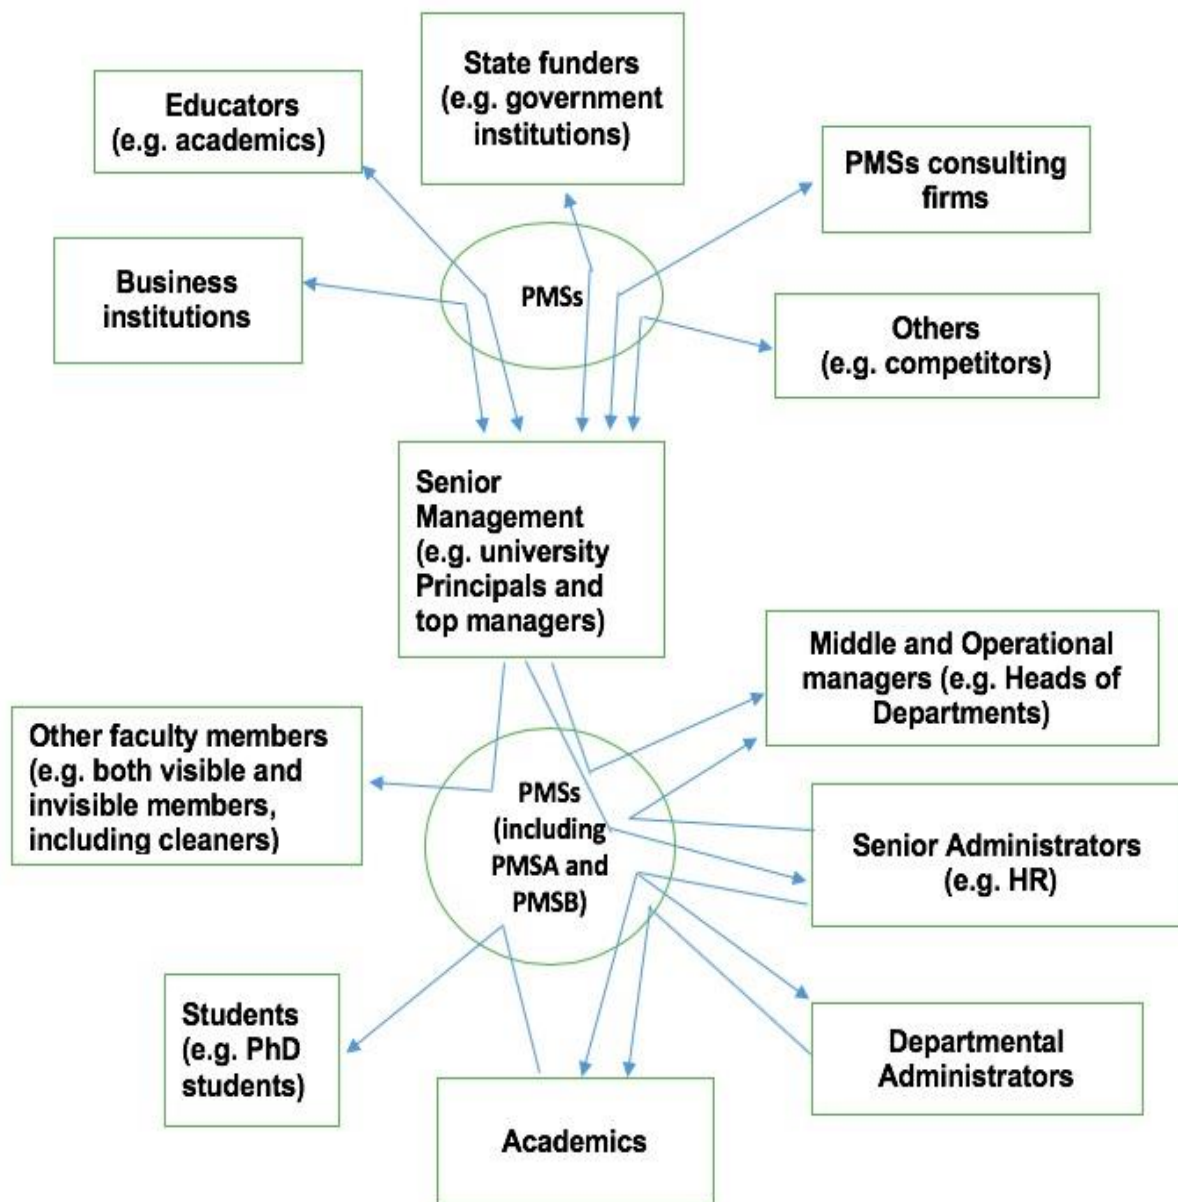 State funders
(e.g. government
institutions)
Educators
(e.g. academics)
PMSs consulting
firms
Business
institutions
PMSs
Others
(e.g. competitors)
Senior
Management
(e.g. university
Principals and
top managers)
Middle and Operational
managers (e.g. Heads of
Departments)
Other faculty members
(e.g. both visible and
invisible members,
including cleaners)
PMSs
(including
PMSA and
PMSB)
Senior Administrators
(e.g. HR)
Students
(e.g. PhD
students)
Departmental
Administrators
Academics